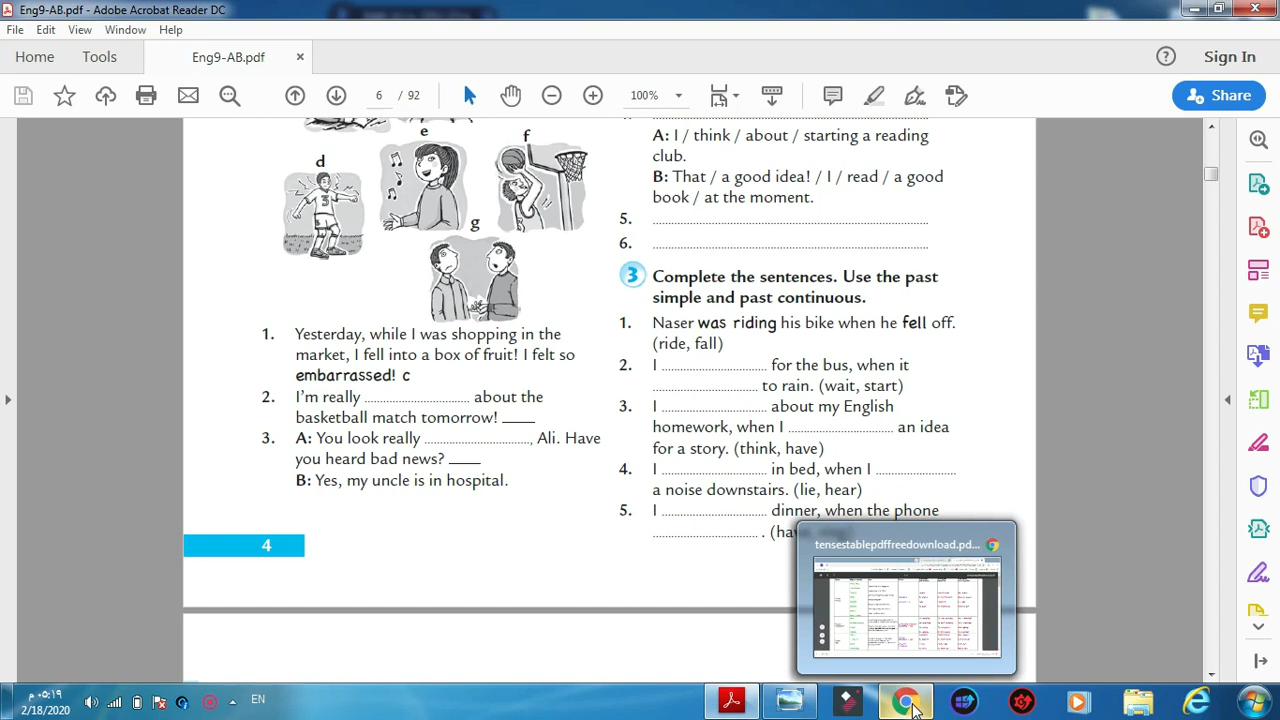 Eng9-AB.pdf - Adobe Acrobat Reader DC
File Edit View Window Help
Home Tools Eng9-AB.pdf × Sign In
6 / 92 100% Share
e
f
d
g
1. Yesterday, while I was shopping in the
market, I fell into a box of fruit! I felt so
embarrassed! c
2. I'm really .............................. about the
basketball match tomorrow! _____
3. A: You look really ..............................., Ali. Have
you heard bad news? _____
B: Yes, my uncle is in hospital.
4
A: I / think / about / starting a reading
club.
B: That / a good idea! / I / read / a good
book / at the moment.
5. ....................................................................................
6. ....................................................................................
3 Complete the sentences. Use the past
simple and past continuous.
1. Naser was riding his bike when he fell off.
(ride, fall)
2. I .............................. for the bus, when it
.............................. to rain. (wait, start)
3. I .............................. about my English
homework, when I .............................. an idea
for a story. (think, have)
4. I .............................. in bed, when I .......................
a noise downstairs. (lie, hear)
5. I .............................. dinner, when the phone
.............................. . (hav
tensestablepdffreedownload.pd...
EN
م ٠٥:١٩
2/18/2020